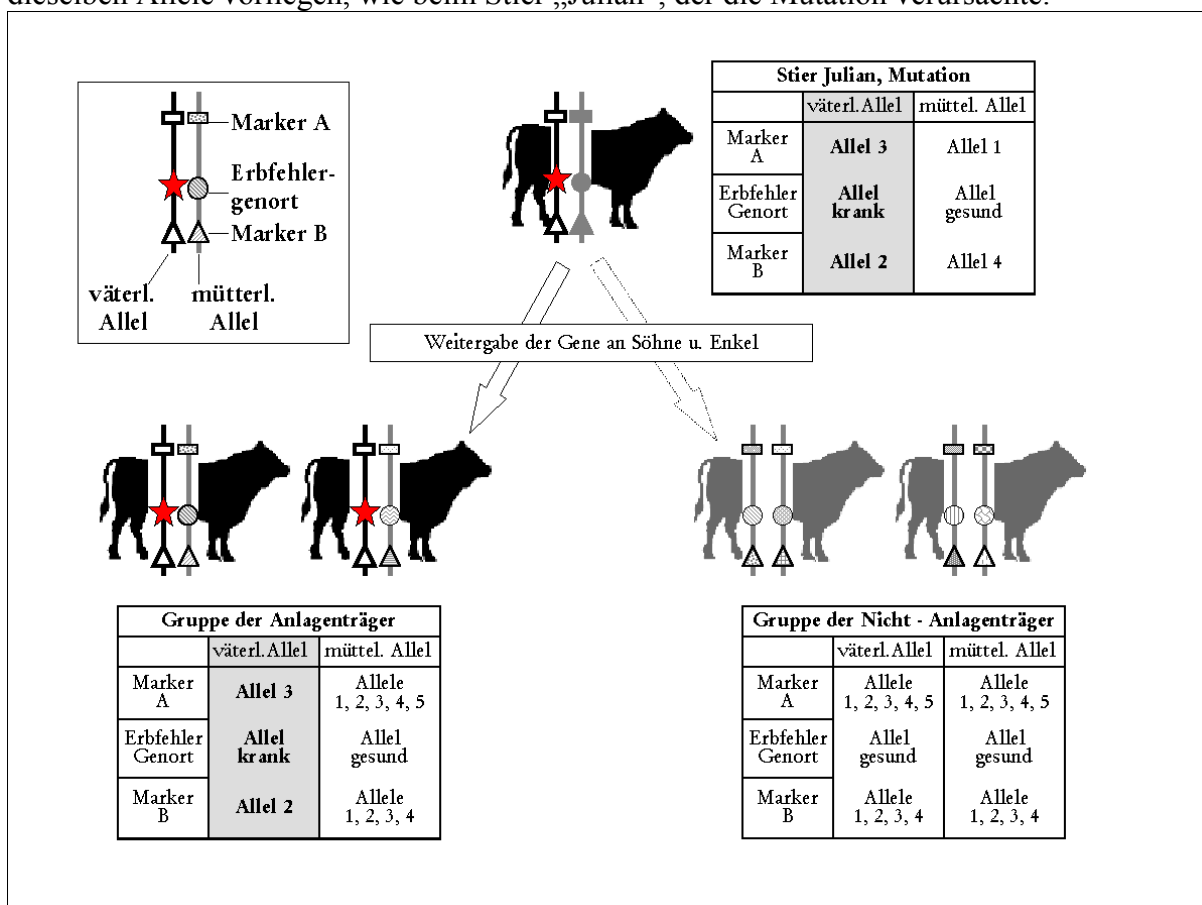 dieselben Allele vorliegen, wie beim Stier „Julian“, der die Mutation verursachte.
Marker A
Erbfehler-
genort
Marker B
väterl.
Allel
mütterl.
Allel
Stier Julian, Mutation
väterl. Allel müttel. Allel
Marker
A
Allel 3 Allel 1
Erbfehler
Genort
Allel
krank
Allel
gesund
Marker
B
Allel 2 Allel 4
Weitergabe der Gene an Söhne u. Enkel
Gruppe der Anlagenträger
väterl. Allel müttel. Allel
Marker
A
Allel 3
Allele
1, 2, 3, 4, 5
Erbfehler
Genort
Allel
krank
Allel
gesund
Marker
B
Allel 2
Allele
1, 2, 3, 4
Gruppe der Nicht - Anlagenträger
väterl. Allel müttel. Allel
Marker
A
Allele
1, 2, 3, 4, 5
Allele
1, 2, 3, 4, 5
Erbfehler
Genort
Allel
gesund
Allel
gesund
Marker
B
Allele
1, 2, 3, 4
Allele
1, 2, 3, 4